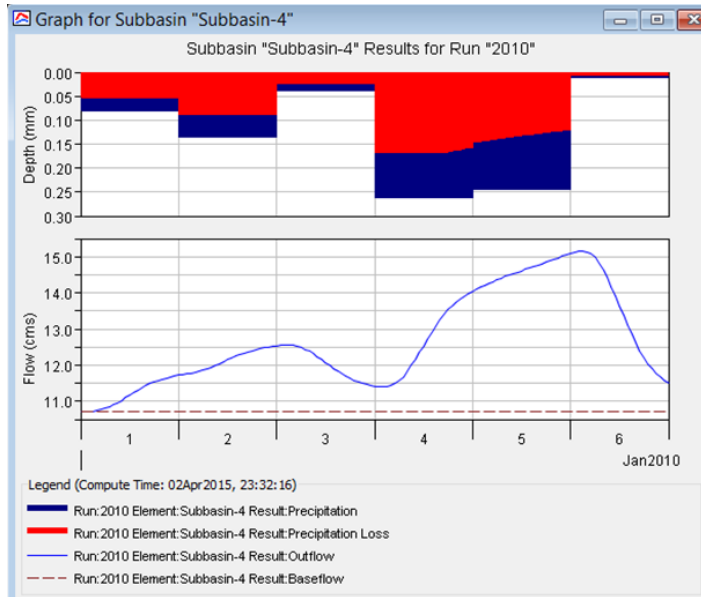 Graph for Subbasin "Subbasin-4"
Subbasin "Subbasin-4" Results for Run "2010"
0.00
0.05
0.10
0.15
0.20
0.25
0.30
Depth (mm)
15.0
14.0
13.0
12.0
11.0
Flow (cms)
1 2 3 4 5 6
Jan2010
Legend (Compute Time: 02Apr2015, 23:32:16)
Run:2010 Element:Subbasin-4 Result:Precipitation
Run:2010 Element:Subbasin-4 Result:Precipitation Loss
Run:2010 Element:Subbasin-4 Result:Outflow
Run:2010 Element:Subbasin-4 Result:Baseflow